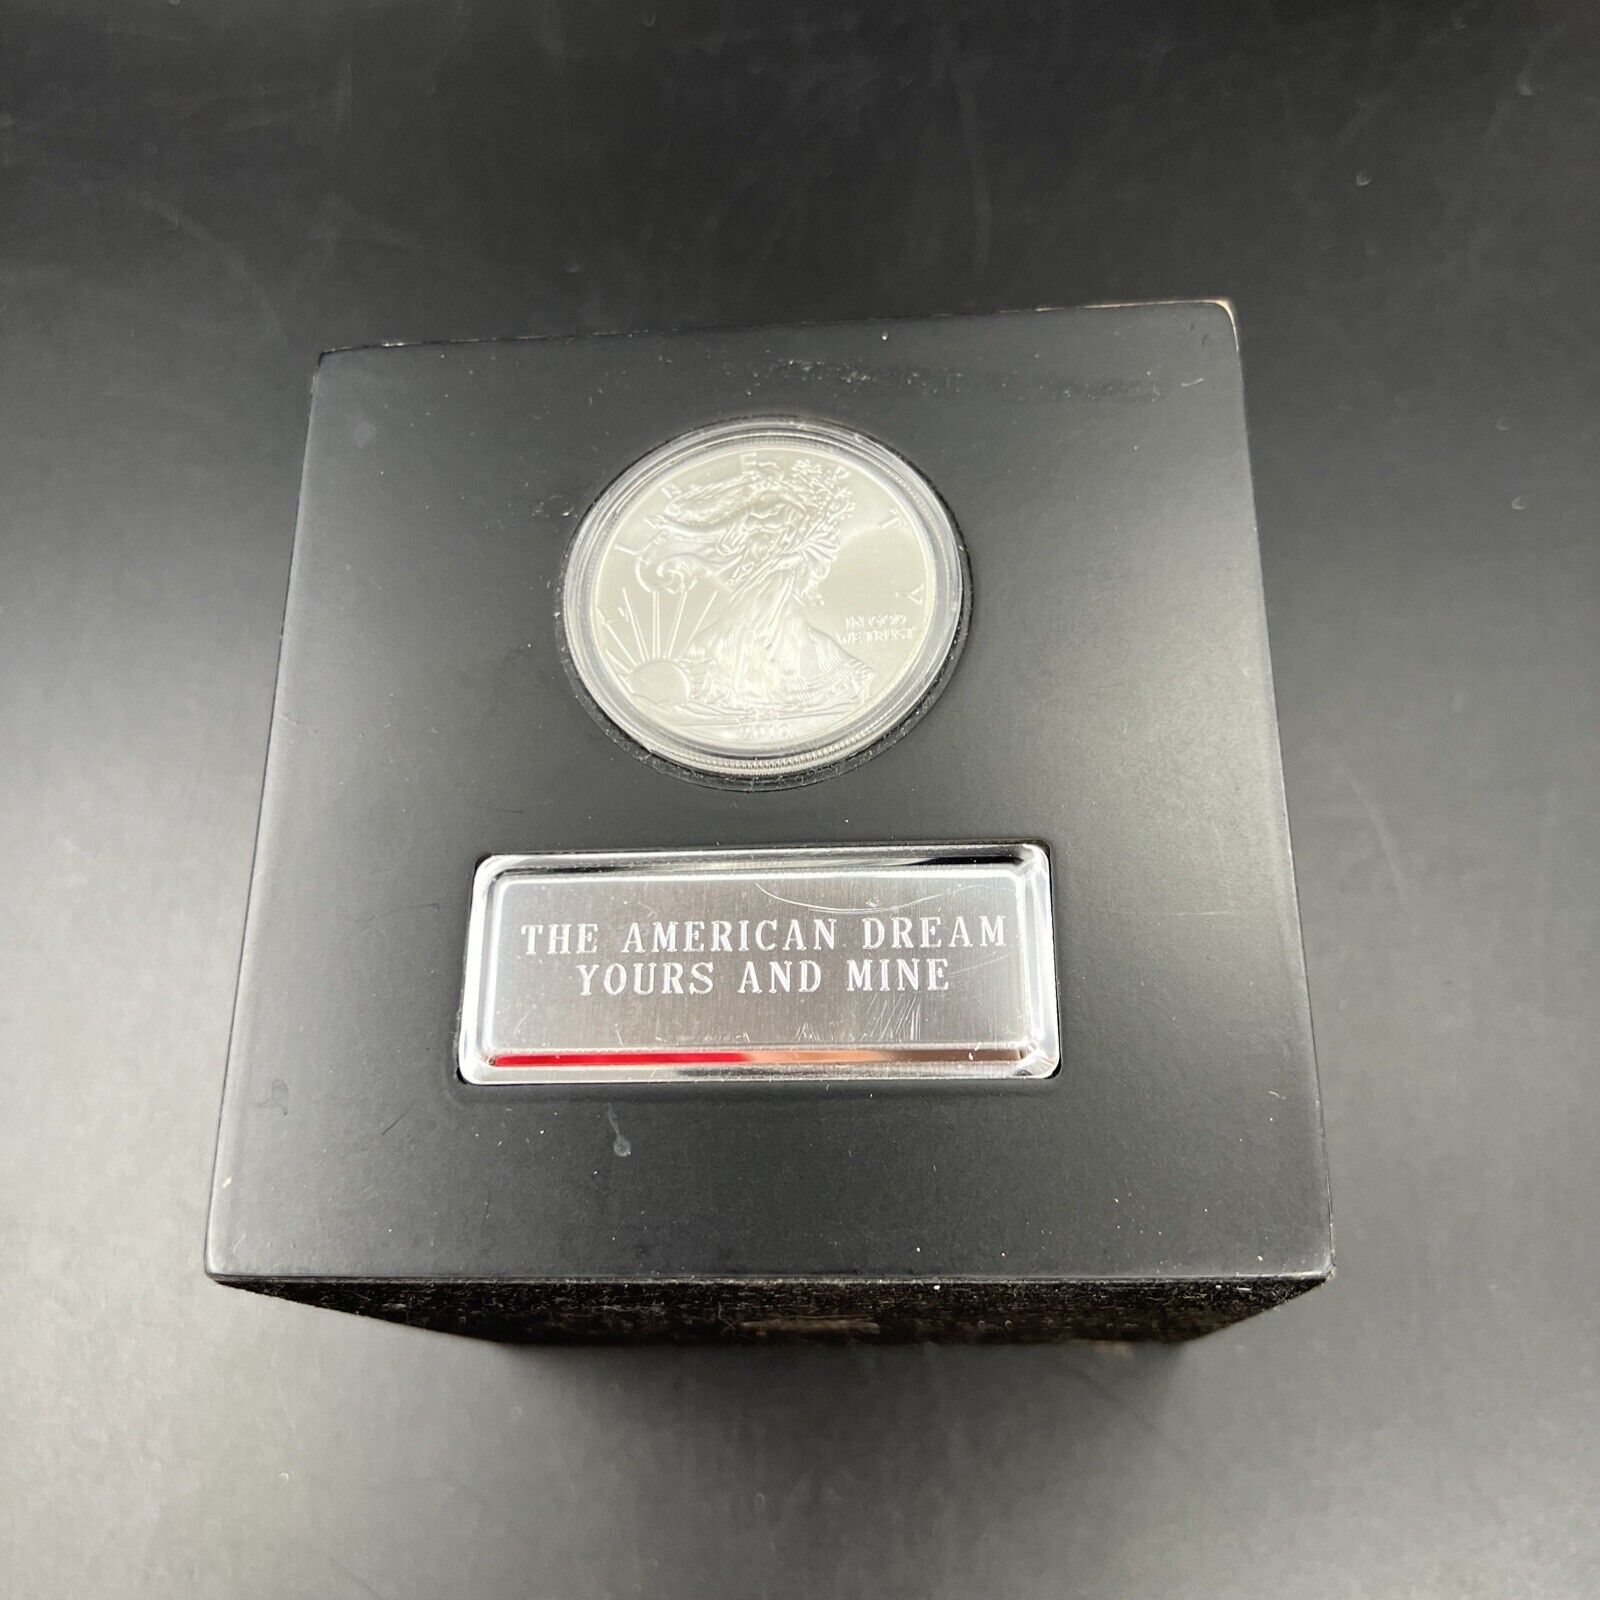 LIBERTY
IN GOD
WE TRUST
THE AMERICAN DREAM
YOURS AND MINE